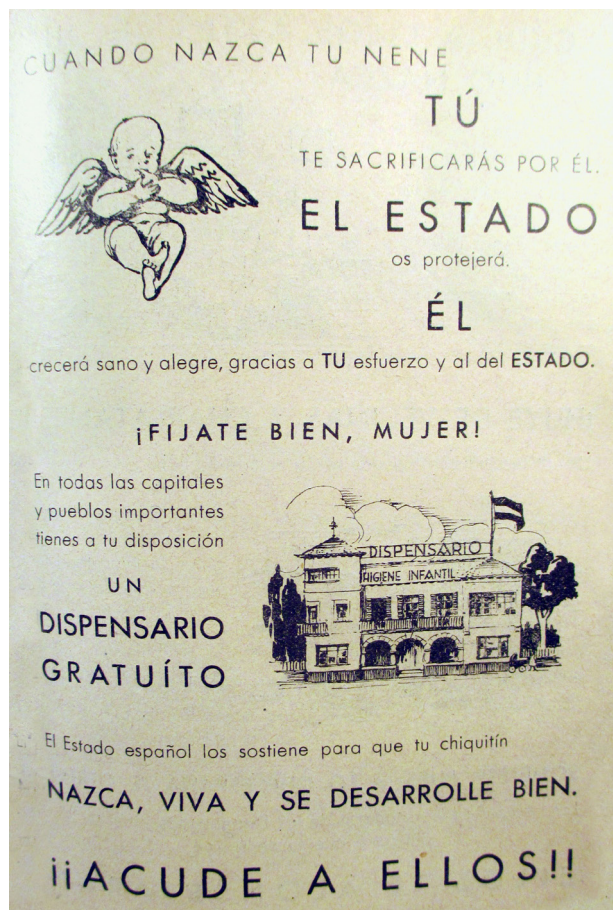 CUANDO NAZCA TU NENE
TÚ
TE SACRIFICARÁS POR ÉL.
EL ESTADO
os protejerá.
ÉL
crecerá sano y alegre, gracias a TU esfuerzo y al del ESTADO.
¡FIJATE BIEN, MUJER!
En todas las capitales
y pueblos importantes
tienes a tu disposición
UN
DISPENSARIO
GRATUÍTO
DISPENSARIO
HIGIENE INFANTIL
El Estado español los sostiene para que tu chiquitín
NAZCA, VIVA Y SE DESARROLLE BIEN.
¡¡ACUDE A ELLOS!!